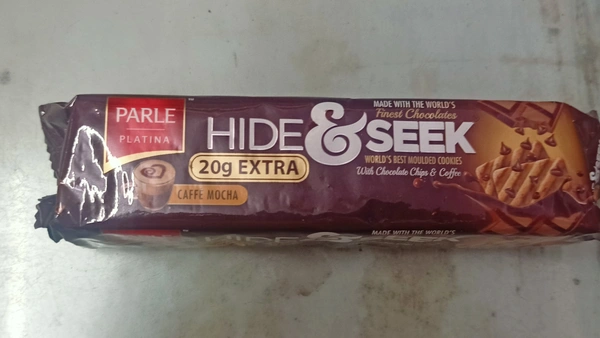 PARLE
PLATINA
HIDE & SEEK
20g EXTRA
CAFFE MOCHA
MADE WITH THE WORLD'S
Finest Chocolates
WORLD'S BEST MOULDED COOKIES
With Chocolate Chips & Coffee
MADE WITH THE WORLD'S